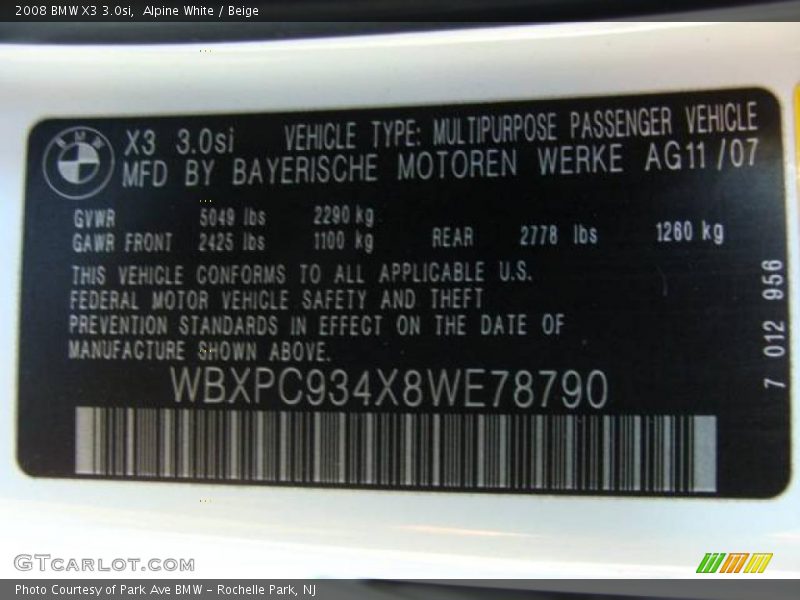 2008 BMW X3 3.0si,  Alpine White / Beige
BMW
X3 3.0si VEHICLE TYPE: MULTIPURPOSE PASSENGER VEHICLE
MFD BY BAYERISCHE MOTOREN WERKE AG 11/07
GVWR 5049 lbs 2290 kg
GAWR FRONT 2425 lbs 1100 kg REAR 2778 lbs 1260 kg
THIS VEHICLE CONFORMS TO ALL APPLICABLE U.S.
FEDERAL MOTOR VEHICLE SAFETY AND THEFT
PREVENTION STANDARDS IN EFFECT ON THE DATE OF
MANUFACTURE SHOWN ABOVE.
WBXPC934X8WE78790
7 012 956
GTCARLOT.COM
Photo Courtesy of Park Ave BMW - Rochelle Park, NJ